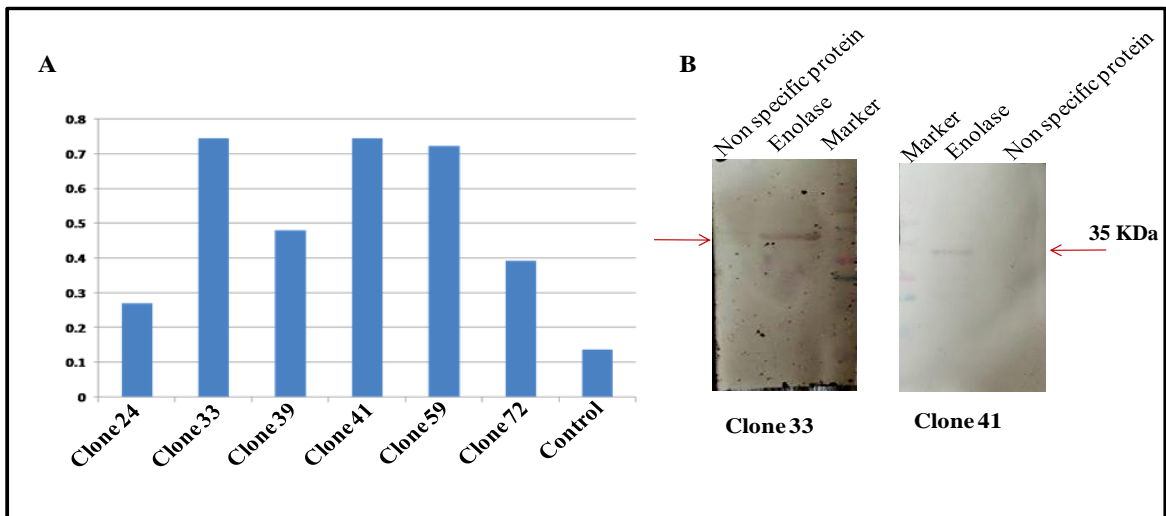 A
0.8
0.7
0.6
0.5
0.4
0.3
0.2
0.1
0
Clone 24
Clone 33
Clone 39
Clone 41
Clone 59
Clone 72
Control
B
Non specific protein
Enolase
Marker
Marker
Enolase
Non specific protein
35 KDa
Clone 33
Clone 41